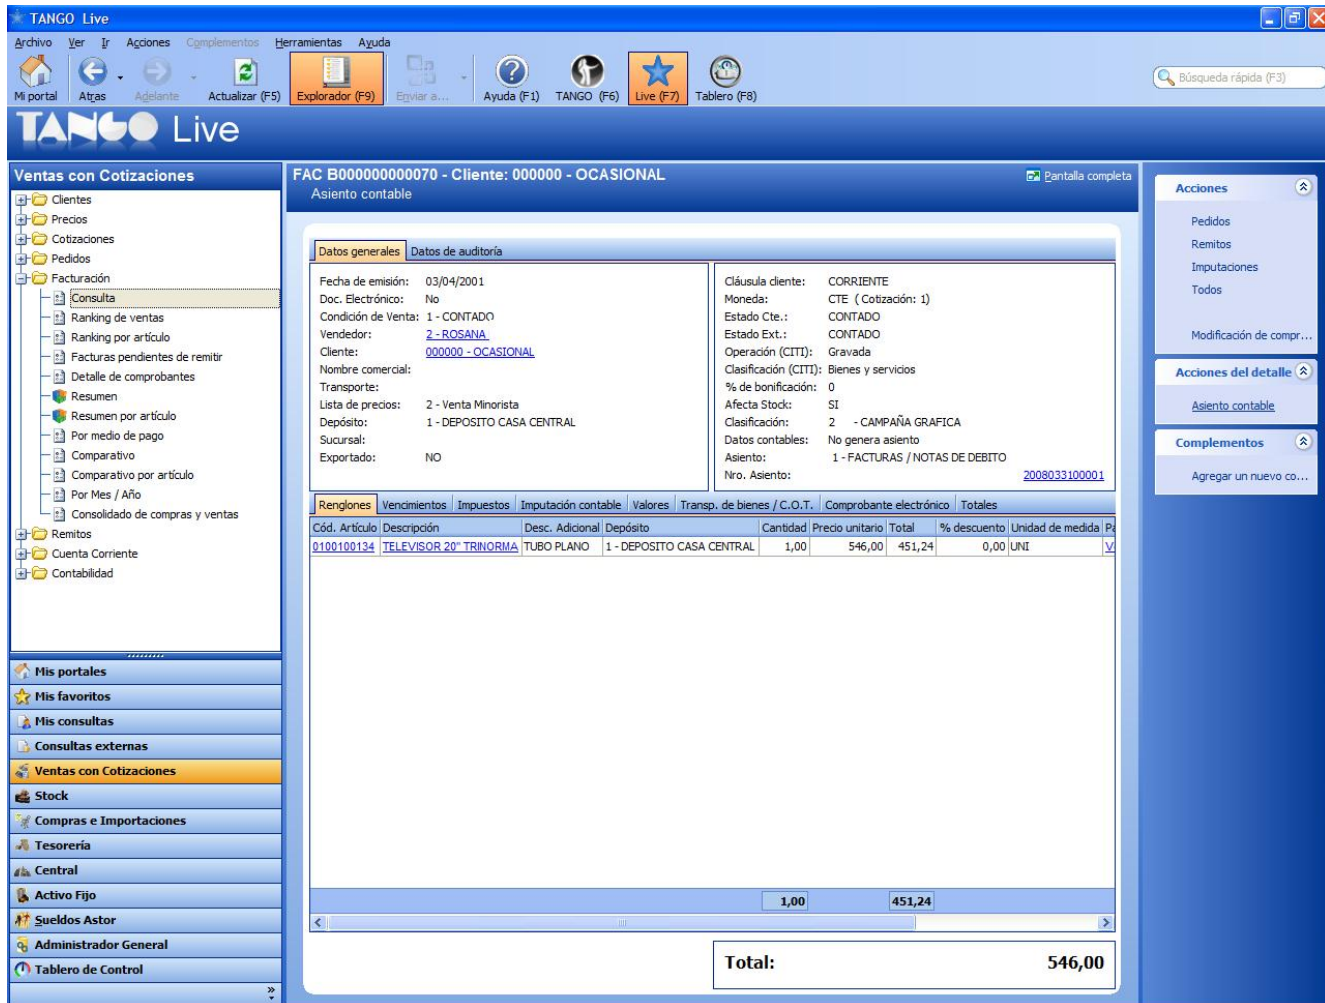 TANGO Live
Archivo Ver Ir Acciones Complementos Herramientas Ayuda
Mi portal Atras Adelante Actualizar (F5) Explorador (F9) Enviar a... Ayuda (F1) TANGO (F6) Live (F7) Tablero (F8) Búsqueda rápida (F3)
TANGO Live
Ventas con Cotizaciones
Clientes
Precios
Cotizaciones
Pedidos
Facturación
Consulta
Ranking de ventas
Ranking por artículo
Facturas pendientes de remitir
Detalle de comprobantes
Resumen
Resumen por artículo
Por medio de pago
Comparativo
Comparativo por artículo
Por Mes / Año
Consolidado de compras y ventas
Remitos
Cuenta Corriente
Contabilidad
Mis portales
Mis favoritos
Mis consultas
Consultas externas
Ventas con Cotizaciones
Stock
Compras e Importaciones
Tesorería
Central
Activo Fijo
Sueldos Astor
Administrador General
Tablero de Control
FAC B000000000070 - Cliente: 000000 - OCASIONAL
Pantalla completa
Asiento contable
Datos generales Datos de auditoría
Fecha de emisión: 03/04/2001
Doc. Electrónico: No
Condición de Venta: 1 - CONTADO
Vendedor: 2 - ROSANA
Cliente: 000000 - OCASIONAL
Nombre comercial:
Transporte:
Lista de precios: 2 - Venta Minorista
Depósito: 1 - DEPOSITO CASA CENTRAL
Sucursal:
Exportado: NO
Cláusula cliente: CORRIENTE
Moneda: CTE ( Cotización: 1)
Estado Cte.: CONTADO
Estado Ext.: CONTADO
Operación (CITI): Gravada
Clasificación (CITI): Bienes y servicios
% de bonificación: 0
Afecta Stock: SI
Clasificación: 2 - CAMPAÑA GRAFICA
Datos contables: No genera asiento
Asiento: 1 - FACTURAS / NOTAS DE DEBITO
Nro. Asiento: 2008033100001
Renglones Vencimientos Impuestos Imputación contable Valores Transp. de bienes / C.O.T. Comprobante electrónico Totales
Cód. Artículo Descripción Desc. Adicional Depósito Cantidad Precio unitario Total % descuento Unidad de medida Pa
0100100134 TELEVISOR 20" TRINORMA TUBO PLANO 1 - DEPOSITO CASA CENTRAL 1,00 546,00 451,24 0,00 UNI V
1,00 451,24
Total: 546,00
Acciones
Pedidos
Remitos
Imputaciones
Todos
Modificación de compr...
Acciones del detalle
Asiento contable
Complementos
Agregar un nuevo co...